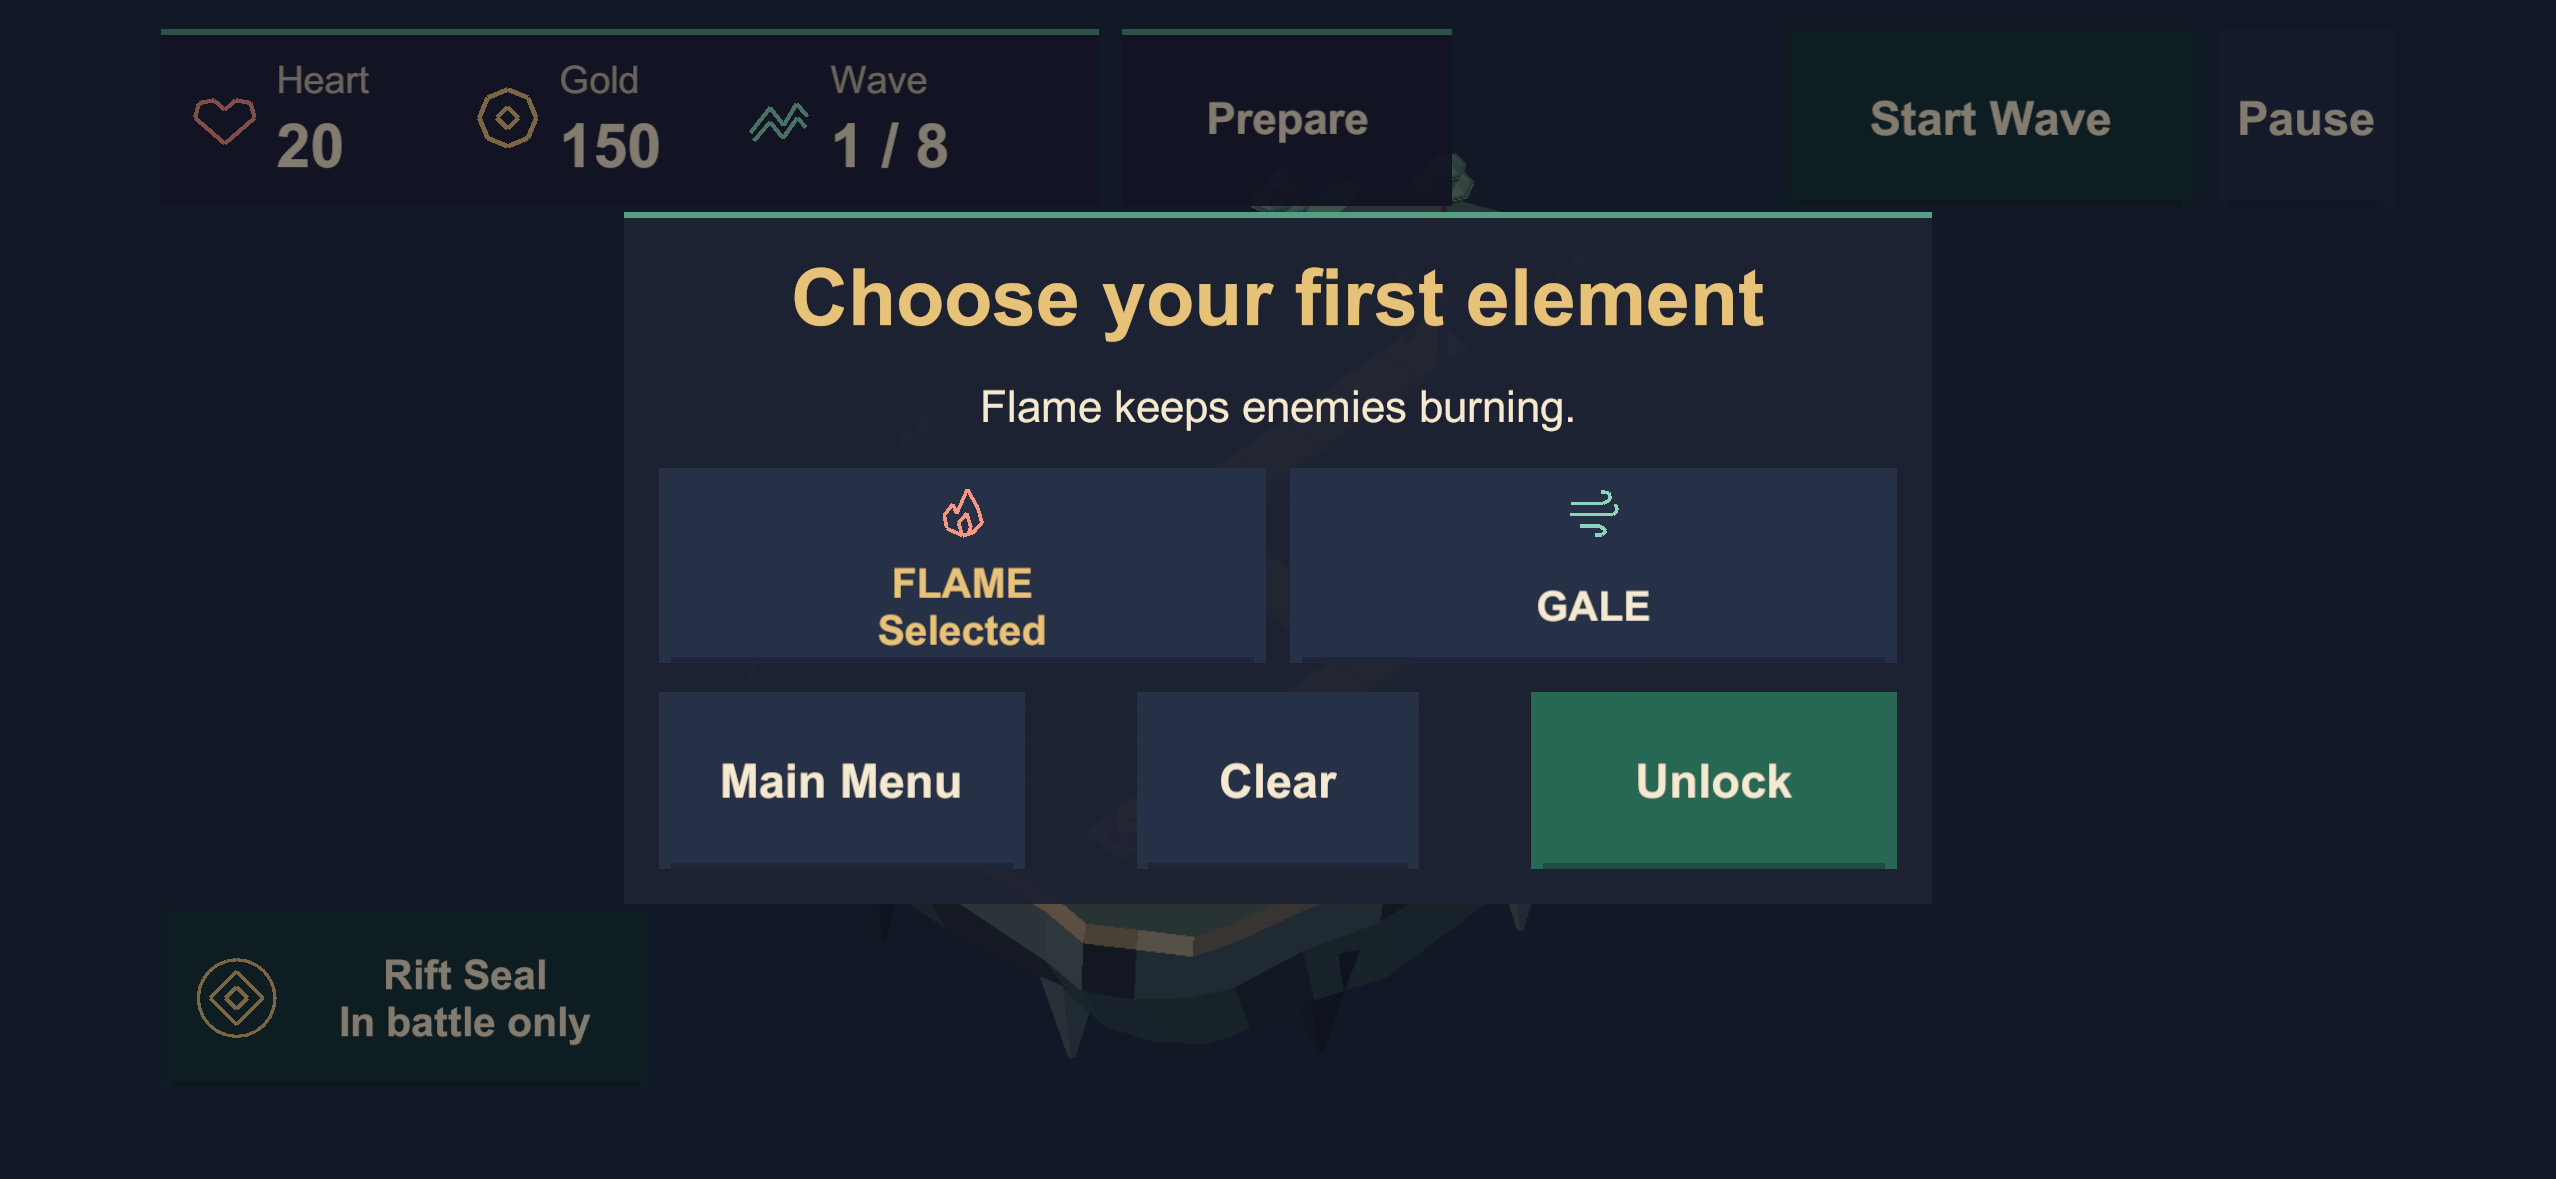 Heart
20
Gold
150
Wave
1 / 8
Prepare
Start Wave
Pause
Choose your first element
Flame keeps enemies burning.
FLAME
Selected
GALE
Main Menu
Clear
Unlock
Rift Seal
In battle only